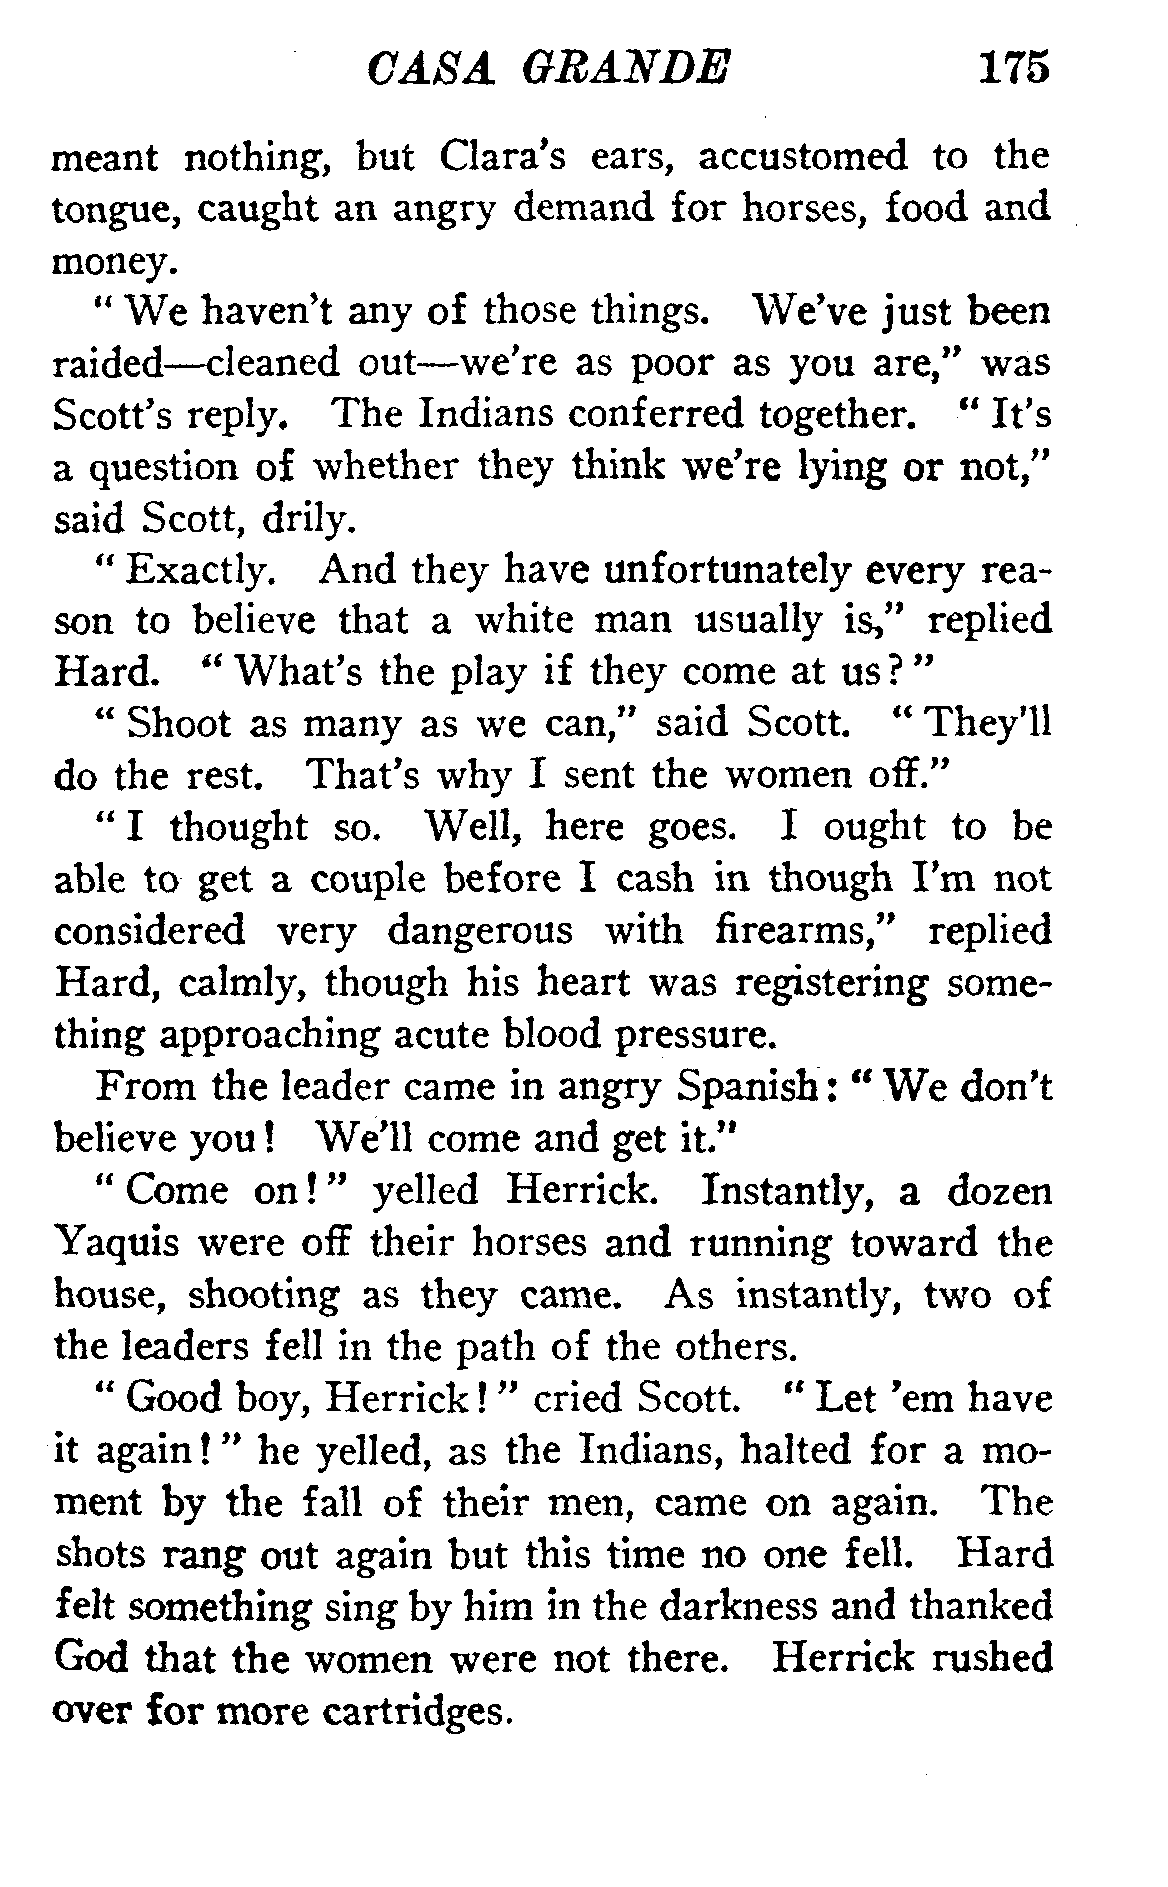 CASA GRANDE 175
meant nothing, but Clara's ears, accustomed to the
tongue, caught an angry demand for horses, food and
money.
" We haven't any of those things. We've just been
raided—cleaned out—we're as poor as you are," was
Scott's reply. The Indians conferred together. " It's
a question of whether they think we're lying or not,"
said Scott, drily.
" Exactly. And they have unfortunately every rea-
son to believe that a white man usually is," replied
Hard. " What's the play if they come at us? "
" Shoot as many as we can," said Scott. " They'll
do the rest. That's why I sent the women off."
" I thought so. Well, here goes. I ought to be
able to get a couple before I cash in though I'm not
considered very dangerous with firearms," replied
Hard, calmly, though his heart was registering some-
thing approaching acute blood pressure.
From the leader came in angry Spanish: " We don't
believe you! We'll come and get it."
" Come on! " yelled Herrick. Instantly, a dozen
Yaquis were off their horses and running toward the
house, shooting as they came. As instantly, two of
the leaders fell in the path of the others.
" Good boy, Herrick! " cried Scott. " Let 'em have
it again! " he yelled, as the Indians, halted for a mo-
ment by the fall of their men, came on again. The
shots rang out again but this time no one fell. Hard
felt something sing by him in the darkness and thanked
God that the women were not there. Herrick rushed
over for more cartridges.